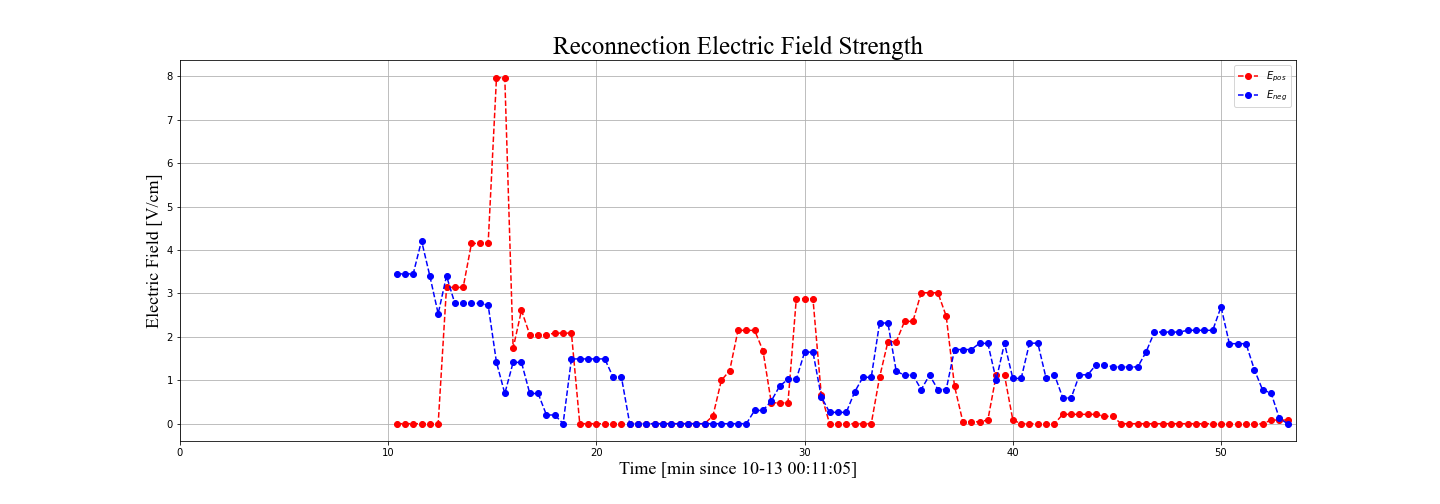 Reconnection Electric Field Strength
E_pos
E_neg
Electric Field [V/cm]
8
7
6
5
4
3
2
1
0
0 10 20 30 40 50
Time [min since 10-13 00:11:05]